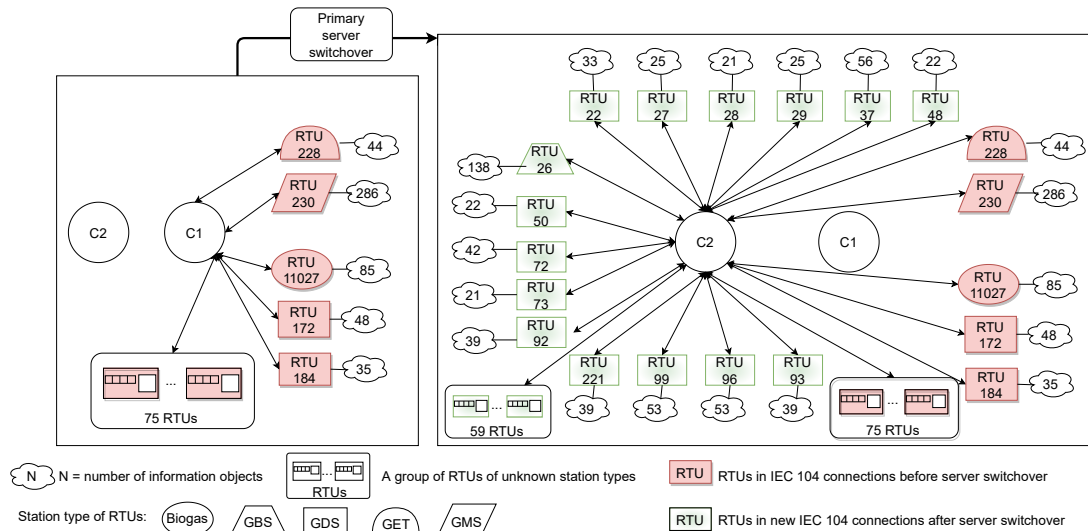 Primary
server
switchover
C2
C1
RTU
228
44
RTU
230
286
RTU
11027
85
RTU
172
48
RTU
184
35
...
75 RTUs
33
25
21
25
56
22
RTU
22
RTU
27
RTU
28
RTU
29
RTU
37
RTU
48
138
RTU
26
22
RTU
50
42
RTU
72
21
RTU
73
39
RTU
92
C2
C1
RTU
228
44
RTU
230
286
RTU
11027
85
RTU
172
48
RTU
184
35
RTU
221
RTU
99
RTU
96
RTU
93
39
53
53
39
...
59 RTUs
...
75 RTUs
N
N = number of information objects
...
RTUs
A group of RTUs of unknown station types
RTU
RTUs in IEC 104 connections before server switchover
Station type of RTUs:
Biogas
GBS
GDS
GET
GMS
RTU
RTUs in new IEC 104 connections after server switchover